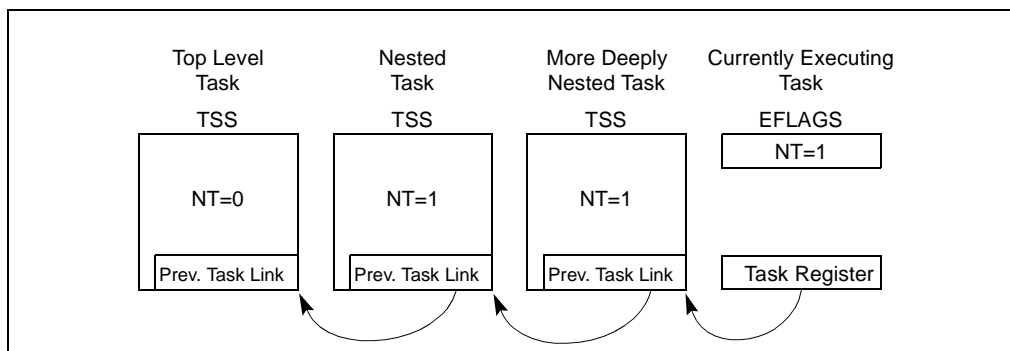 Top Level
Task
TSS
NT=0
Prev. Task Link
Nested
Task
TSS
NT=1
Prev. Task Link
More Deeply
Nested Task
TSS
NT=1
Prev. Task Link
Currently Executing
Task
EFLAGS
NT=1
Task Register